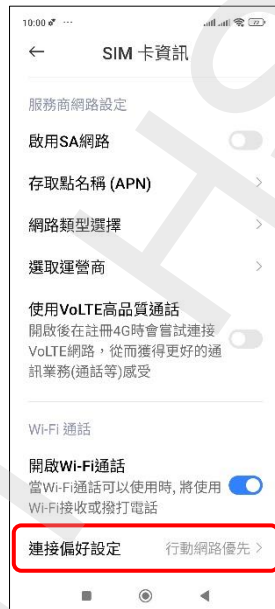 10:00
SIM 卡資訊
服務商網路設定
啟用SA網路
存取點名稱 (APN)
網路類型選擇
選取運營商
使用VoLTE高品質通話
開啟後在註冊4G時會嘗試連接
VoLTE網路，從而獲得更好的通
訊業務(通話等)感受
Wi-Fi 通話
開啟Wi-Fi通話
當Wi-Fi通話可以使用時, 將使用
Wi-Fi接收或撥打電話
連接偏好設定 行動網路優先